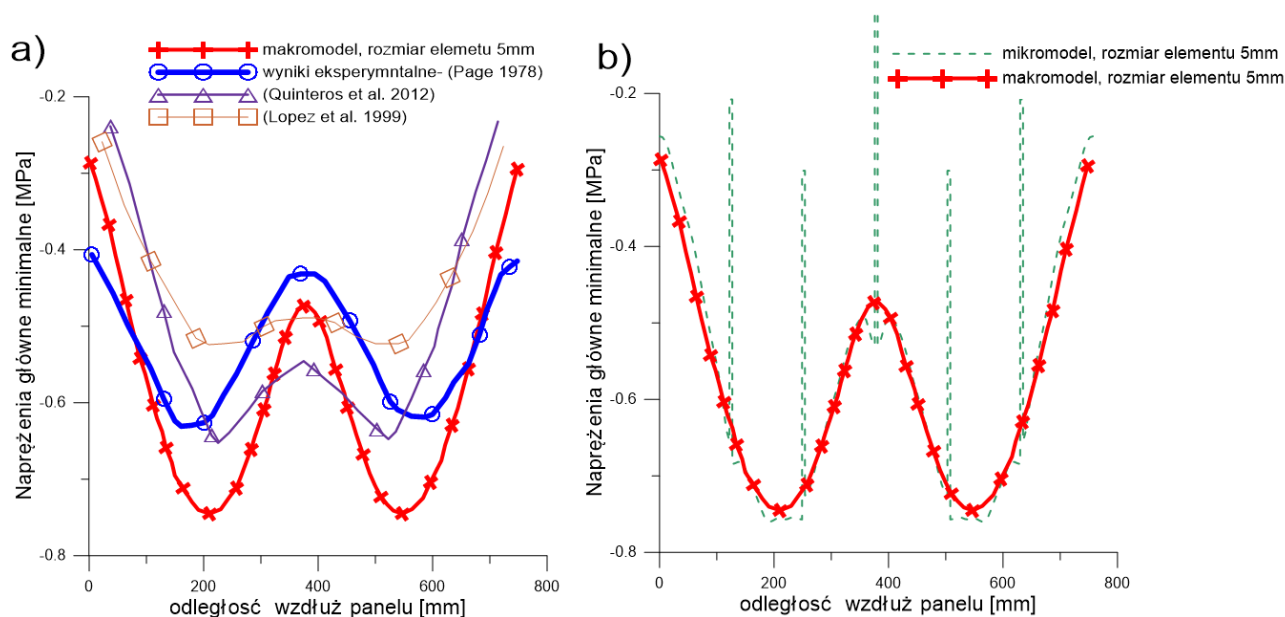 a)
makromodel, rozmiar elemetu 5mm
wyniki eksperymntalne- (Page 1978)
(Quinteros et al. 2012)
(Lopez et al. 1999)
Naprężenia główne minimalne [MPa]
-0.2
-0.4
-0.6
-0.8
0
200
400
600
800
odległosć wzdłuż panelu [mm]
b)
mikromodel, rozmiar elementu 5mm
makromodel, rozmiar elementu 5mm
Naprężenia główne minimalne [MPa]
-0.2
-0.4
-0.6
-0.8
0
200
400
600
800
odległosć wzdłuż panelu [mm]